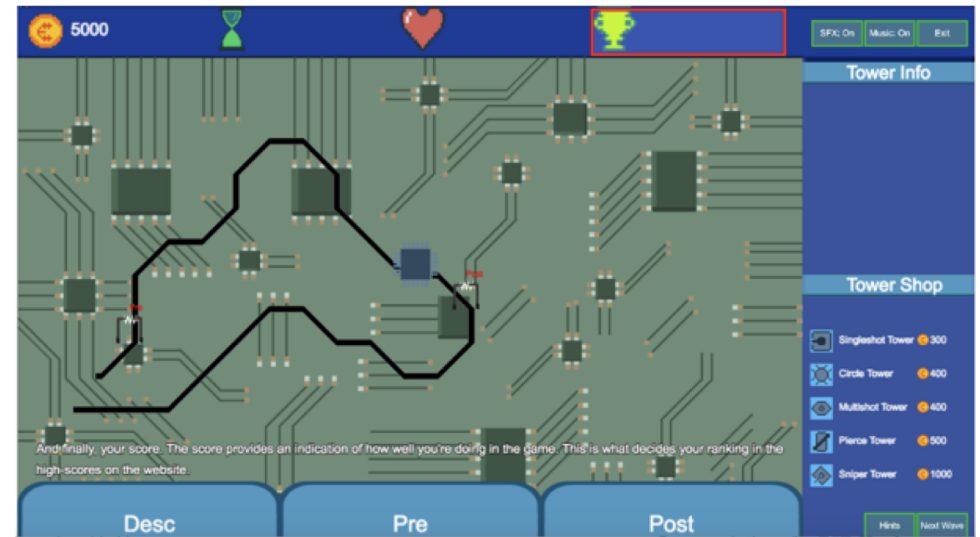 5000
SFX: On
Music: On
Exit
Tower Info
Tower Shop
Singleshot Tower 300
Circle Tower 400
Multishot Tower 400
Pierce Tower 500
Sniper Tower 1000
Post
Pre
And finally, your score. The score provides an indication of how well you're doing in the game. This is what decides your ranking in the
high-scores on the website.
Desc
Pre
Post
Hints
Next Wave